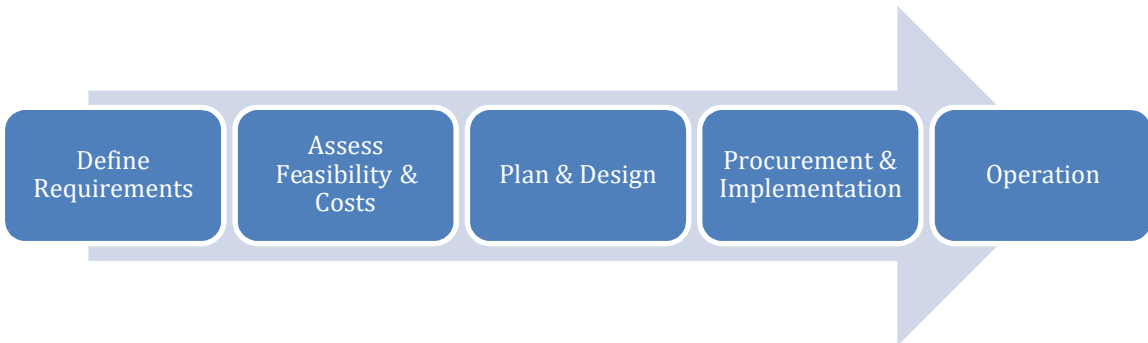 Define
Requirements
Assess
Feasibility &
Costs
Plan & Design
Procurement &
Implementation
Operation